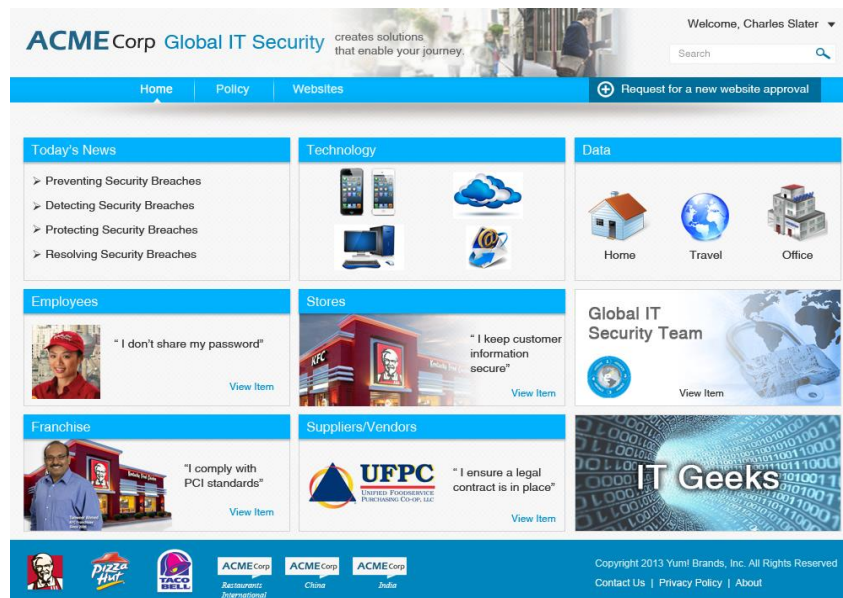 ACME Corp Global IT Security
creates solutions
that enable your journey.
Welcome, Charles Slater
Search
Home
Policy
Websites
Request for a new website approval
Today's News
Preventing Security Breaches
Detecting Security Breaches
Protecting Security Breaches
Resolving Security Breaches
Technology
Data
Home
Travel
Office
Employees
“ I don't share my password”
View Item
Stores
KFC
“ I keep customer
information
secure”
View Item
Global IT
Security Team
View Item
Franchise
“I comply with
PCI standards”
View Item
Suppliers/Vendors
UFPC
UNIFIED FOODSERVICE
PURCHASING CO-OP, LLC
“ I ensure a legal
contract is in place”
View Item
IT Geeks
Pizza
Hut
TACO
BELL
ACME Corp
Restaurants
International
ACME Corp
China
ACME Corp
India
Copyright 2013 Yum! Brands, Inc. All Rights Reserved
Contact Us | Privacy Policy | About